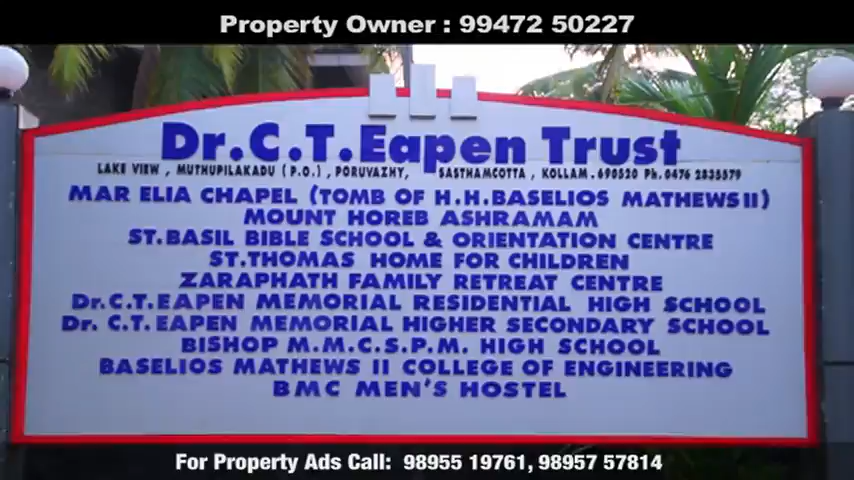 Property Owner : 99472 50227
Dr.C.T.Eapen Trust
LAKE VIEW , MUTHUPILAKADU ( P.O.) , PORUVAZHY, SASTHAMCOTTA , KOLLAM.690520 Ph.0476 2835579
MAR ELIA CHAPEL (TOMB OF H.H.BASELIOS MATHEWS II)
MOUNT HOREB ASHRAMAM
ST.BASIL BIBLE SCHOOL & ORIENTATION CENTRE
ST.THOMAS HOME FOR CHILDREN
ZARAPHATH FAMILY RETREAT CENTRE
Dr.C.T.EAPEN MEMORIAL RESIDENTIAL HIGH SCHOOL
Dr. C.T.EAPEN MEMORIAL HIGHER SECONDARY SCHOOL
BISHOP M.M.C.S.P.M. HIGH SCHOOL
BASELIOS MATHEWS II COLLEGE OF ENGINEERING
BMC MEN'S HOSTEL
For Property Ads Call: 98955 19761, 98957 57814